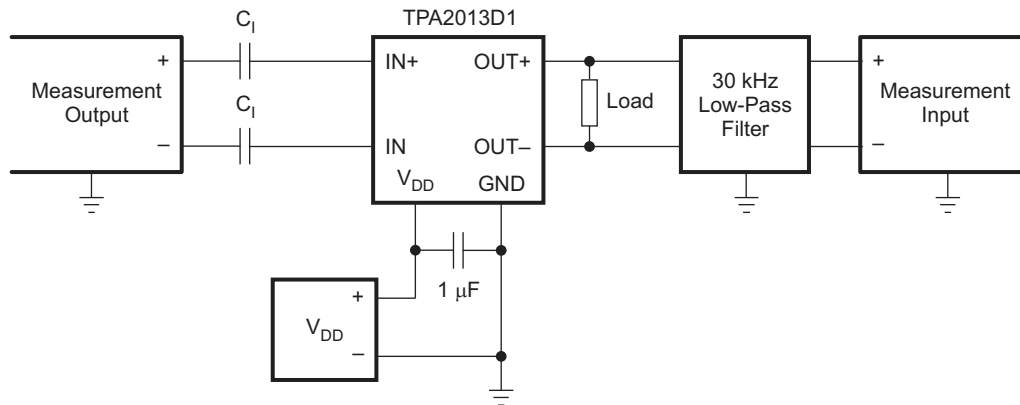 TPA2013D1
C_I
C_I
Measurement
Output
+
–
IN+
IN
V_DD
GND
OUT+
OUT–
Load
30 kHz
Low-Pass
Filter
+
–
Measurement
Input
1 μF
V_DD
+
–